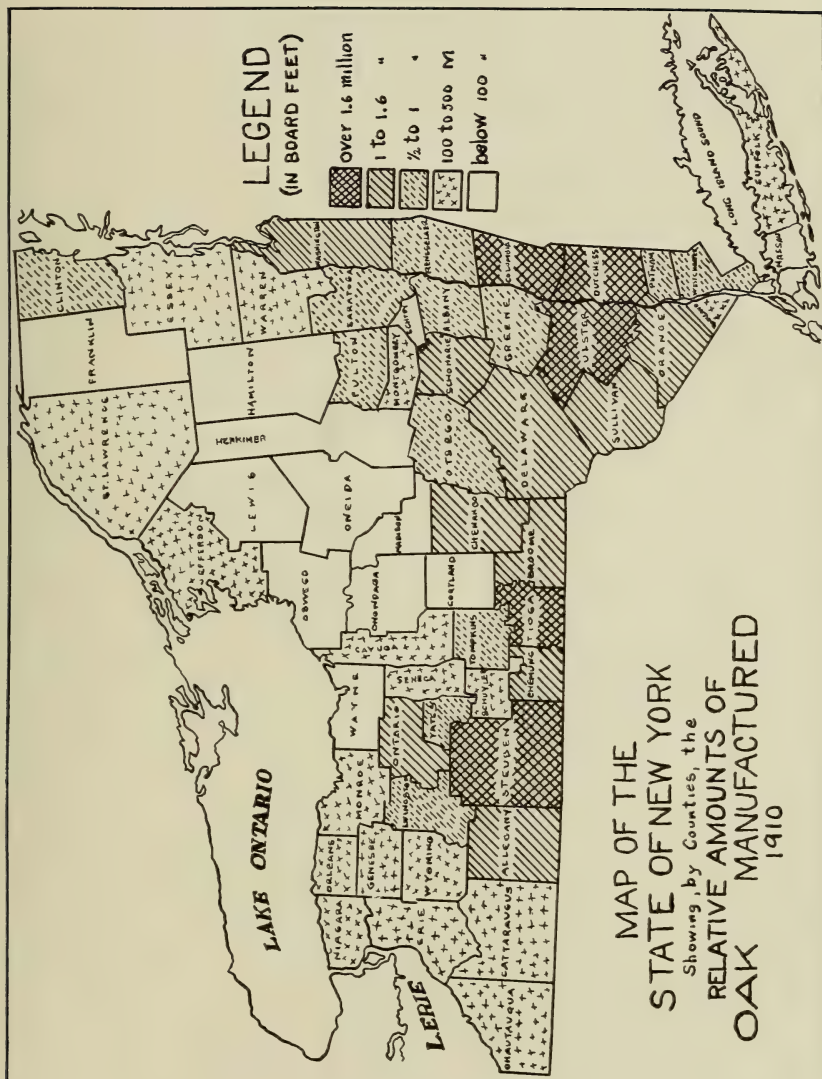 MAP OF THE
STATE OF NEW YORK
Showing, by Counties, the
RELATIVE AMOUNTS OF
OAK MANUFACTURED
1910
LEGEND
(IN BOARD FEET)
over 1.6 million
1 to 1.6 "
½ to 1 "
100 to 500 M
below 100 "
LAKE ONTARIO
L ERIE
LONG ISLAND SOUND
CLINTON
FRANKLIN
ST. LAWRENCE
ESSEX
WARREN
HAMILTON
HERKIMER
LEWIS
JEFFERSON
WASHINGTON
SARATOGA
FULTON
MONTGOMERY
ONEIDA
OSWEGO
RENSSELAER
ALBANY
SCHOHARIE
OTSEGO
MADISON
ONONDAGA
CAYUGA
WAYNE
MONROE
ORLEANS
NIAGARA
GENESEE
ERIE
WYOMING
LIVINGSTON
ONTARIO
YATES
SENECA
CORTLAND
CHENANGO
COLUMBIA
GREENE
DELAWARE
TOMPKINS
SCHUYLER
BROOME
TIOGA
CHEMUNG
STEUBEN
ALLEGANY
CATTARAUGUS
CHAUTAUQUA
DUTCHESS
ULSTER
SULLIVAN
ORANGE
PUTNAM
SUFFOLK
NASSAU